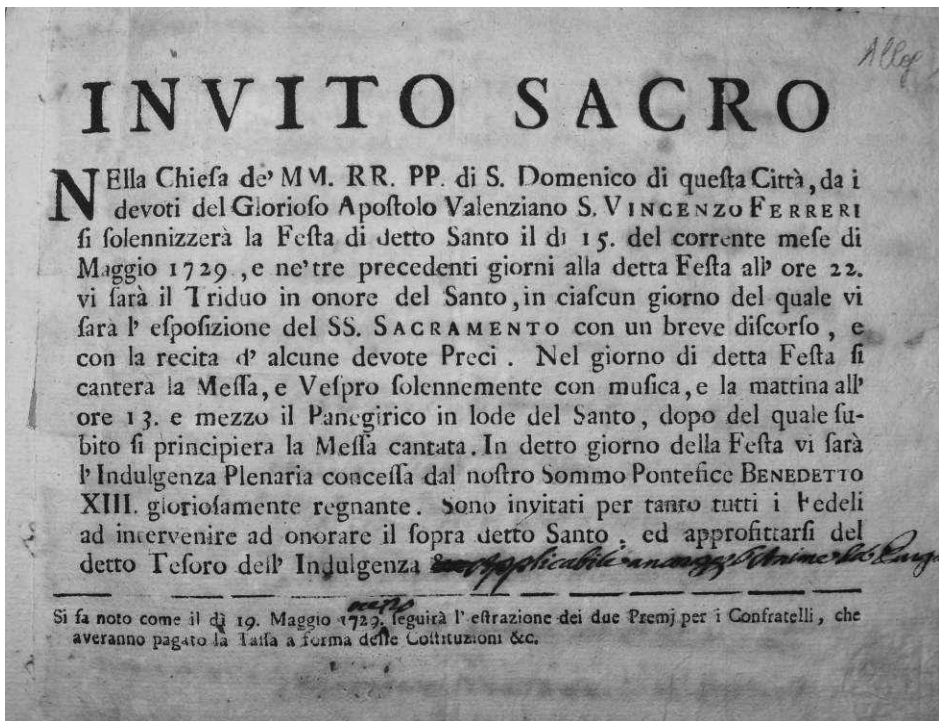 Alleg
INVITO SACRO
NElla Chieſa de' MM. RR. PP. di S. Domenico di queſta Città, da i
devoti del Glorioſo Apoſtolo Valenziano S. VINCENZO FERRERI
ſi ſolennizzerà la Feſta di detto Santo il dì 15. del corrente meſe di
Maggio 1729., e ne' tre precedenti giorni alla detta Feſta all' ore 22.
vi ſarà il Triduo in onore del Santo, in ciaſcun giorno del quale vi
ſarà l' eſpoſizione del SS. SACRAMENTO con un breve diſcorſo, e
con la recita d' alcune devote Preci. Nel giorno di detta Feſta ſi
canterà la Meſſa, e Veſpro ſolennemente con muſica, e la mattina all'
ore 13. e mezzo il Panegirico in lode del Santo, dopo del quale ſu-
bito ſi principiera la Meſſa cantata. In detto giorno della Feſta vi ſarà
l' Indulgenza Plenaria conceſſa dal noſtro Sommo Pontefice BENEDETTO
XIII. glorioſamente regnante. Sono invitati per tanto tutti i Fedeli
ad intervenire ad onorare il ſopra detto Santo, ed approfittarſi del
detto Teſoro dell' Indulgenza applicabile anco Anime del Purg
Si fa noto come il dì 19. Maggio 1729. ſeguirà l' eſtrazione dei due Premj per i Confratelli, che
averanno pagato la Taſſa a forma delle Coſtituzioni &c.